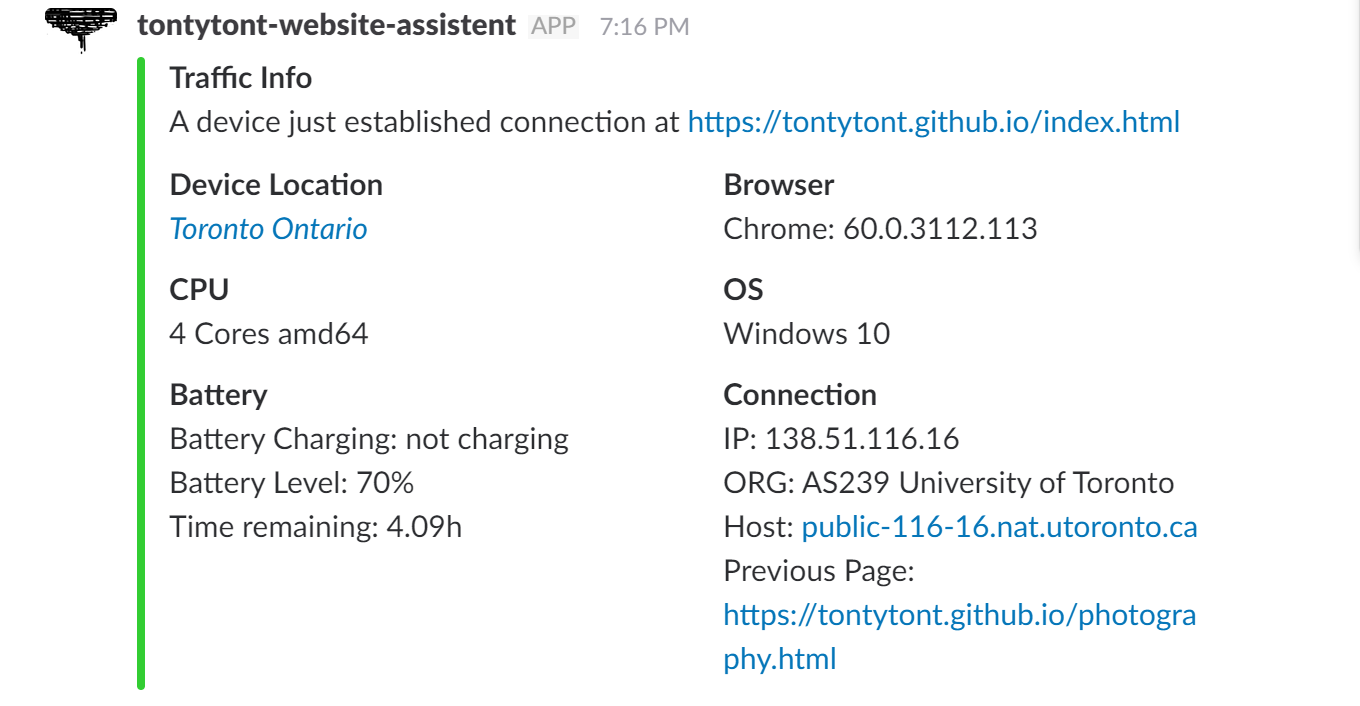 tontytont-website-assistent APP 7:16 PM
Traffic Info
A device just established connection at https://tontytont.github.io/index.html
Device Location
Toronto Ontario
Browser
Chrome: 60.0.3112.113
CPU
4 Cores amd64
OS
Windows 10
Battery
Battery Charging: not charging
Battery Level: 70%
Time remaining: 4.09h
Connection
IP: 138.51.116.16
ORG: AS239 University of Toronto
Host: public-116-16.nat.utoronto.ca
Previous Page:
https://tontytont.github.io/photogra
phy.html